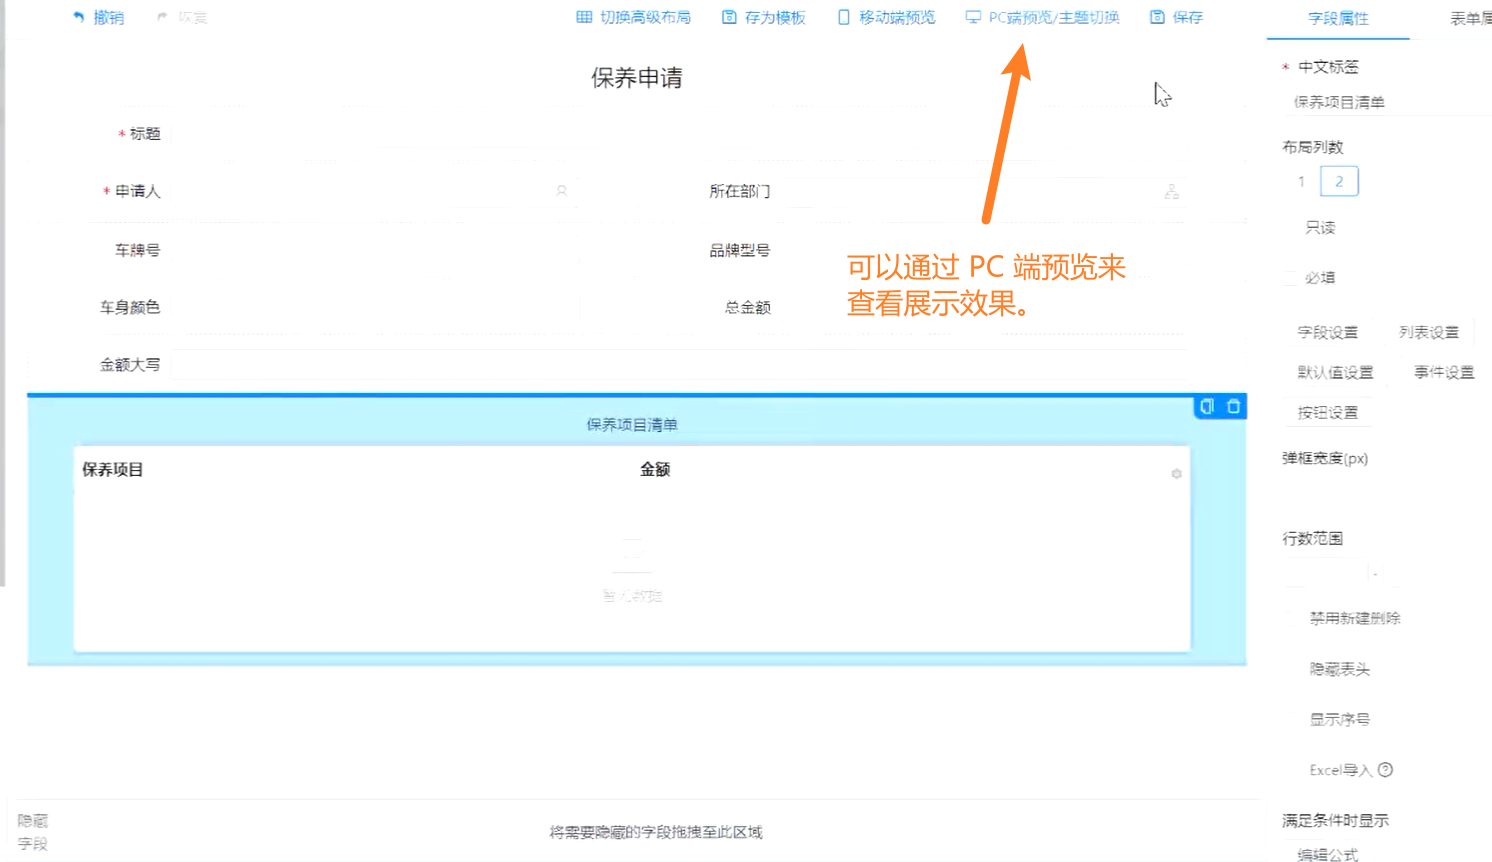 撤销 恢复 切换高级布局 存为模板 移动端预览 PC端预览/主题切换 保存 字段属性 表单属
保养申请
* 中文标签
保养项目清单
* 标题
布局列数
1 2
* 申请人 所在部门
只读
车牌号 品牌型号
可以通过 PC 端预览来
查看展示效果。
必填
车身颜色 总金额
字段设置 列表设置
金额大写
默认值设置 事件设置
按钮设置
保养项目清单
弹框宽度(px)
保养项目 金额
行数范围
-
暂无数据
禁用新建删除
隐藏表头
显示序号
Excel导入
隐藏
字段
将需要隐藏的字段拖拽至此区域
满足条件时显示
编辑公式